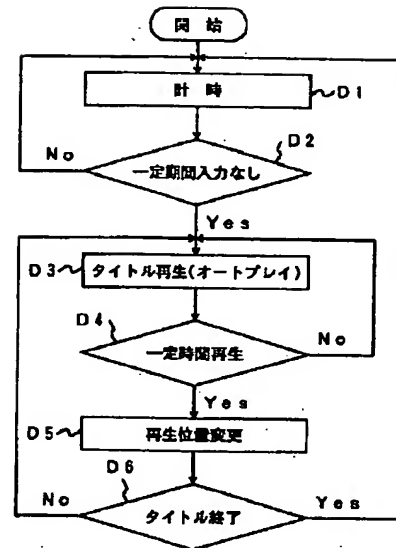 開始
計時
D1
D2
No
一定期間入力なし
Yes
D3
タイトル再生(オートプレイ)
D4
No
一定時間再生
Yes
D5
再生位置変更
D6
No
Yes
タイトル終了